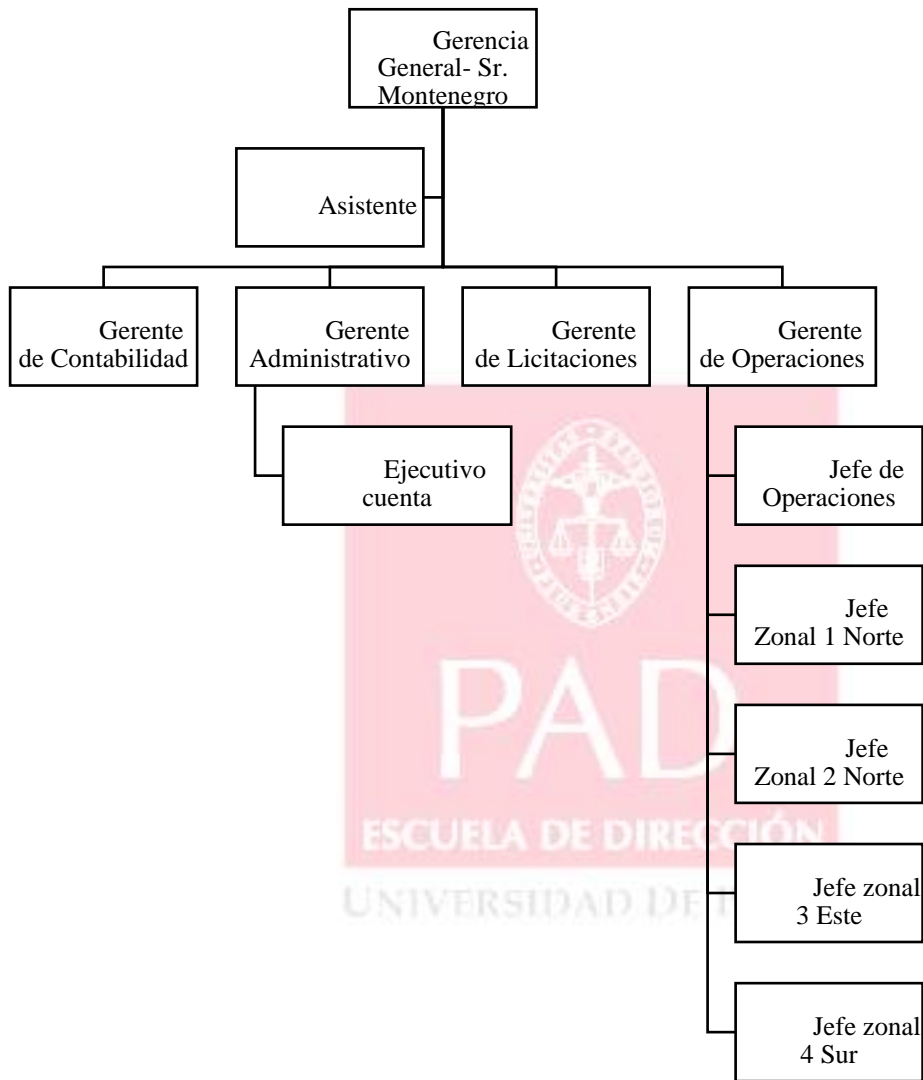 Gerencia
General- Sr.
Montenegro
Asistente
Gerente
de Contabilidad
Gerente
Administrativo
Gerente
de Licitaciones
Gerente
de Operaciones
Ejecutivo
cuenta
Jefe de
Operaciones
Jefe
Zonal 1 Norte
Jefe
Zonal 2 Norte
Jefe zonal
3 Este
Jefe zonal
4 Sur
PAD
ESCUELA DE DIRECCIÓN
UNIVERSIDAD DE